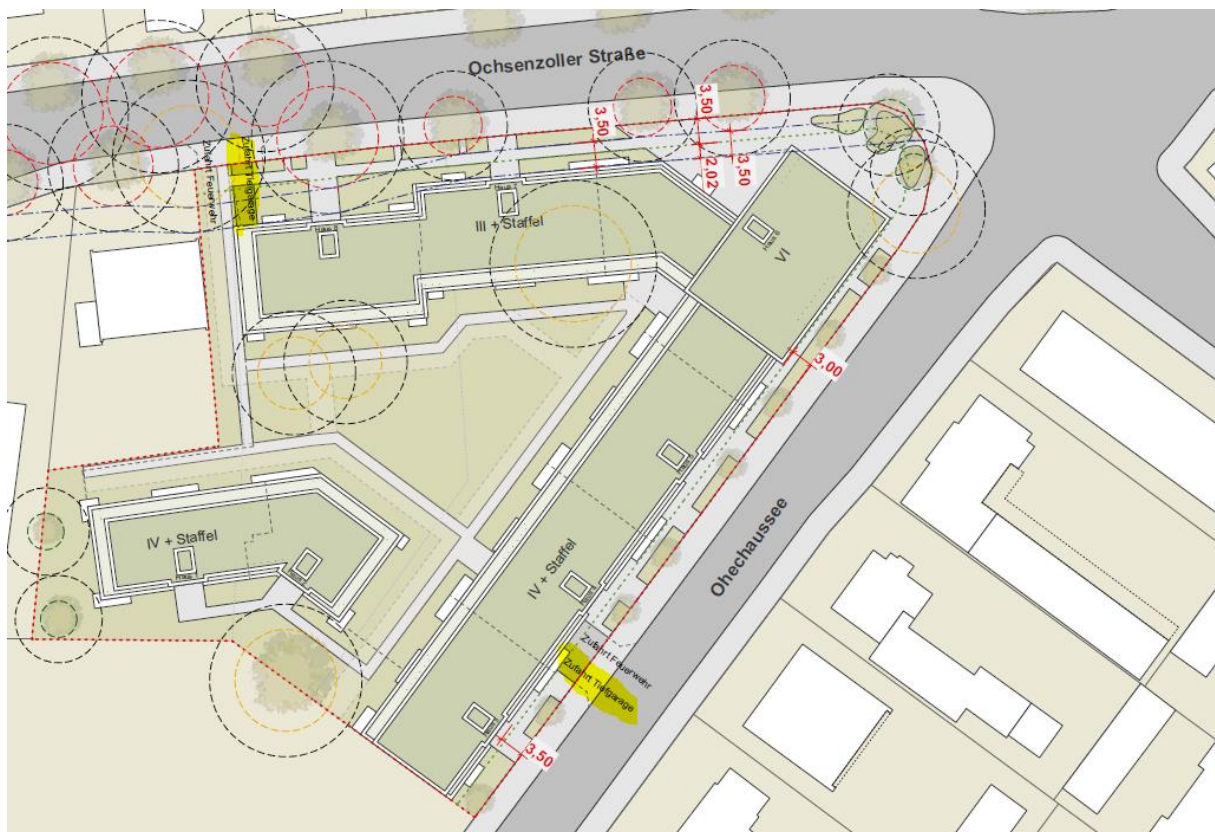 Ochsenzoller Straße
3,50
3,50
2,02
3,50
Zufahrt Feuerwehr
Zufahrt Tiefgarage
III + Staffel
VI
3,00
IV + Staffel
IV + Staffel
Ohechaussee
Zufahrt Feuerwehr
Zufahrt Tiefgarage
3,50